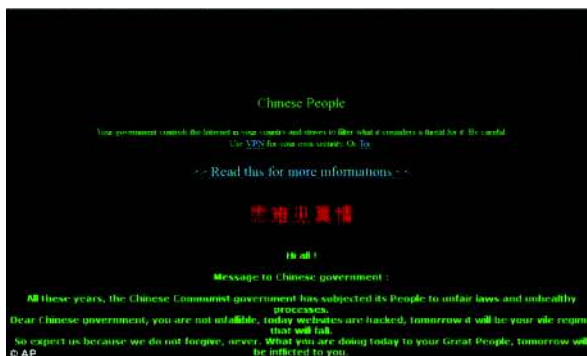 Chinese People
Your government controls the Internet in your country and strives to filter what it considers a threat for it. Be careful.
Use VPN for your own security. Or Tor
Read this for more informations
Hi all !
Message to Chinese government :
All these years, the Chinese Communist government has subjected its People to unfair laws and unhealthy
processes.
Dear Chinese government, you are not infallible, today websites are hacked, tomorrow it will be your vile regim
that will fall.
So expect us because we do not forgive, never. What you are doing today to your Great People, tomorrow will
be inflicted to you.
© AP